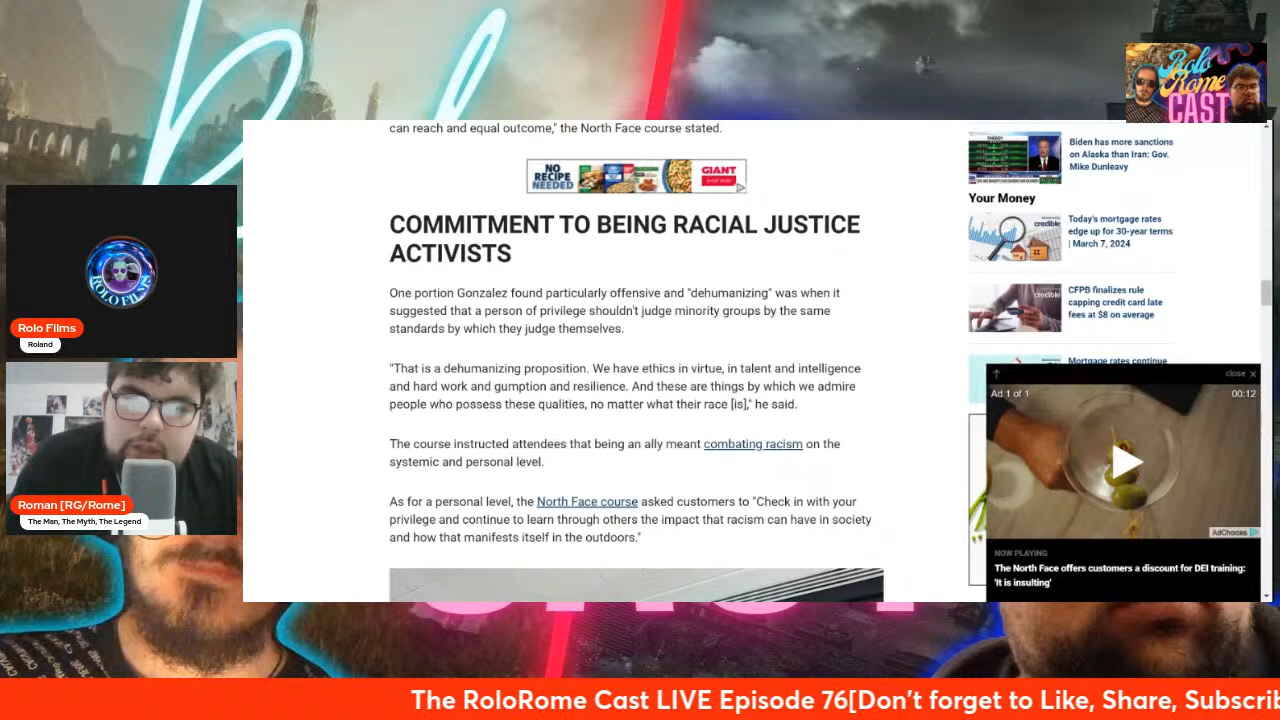 Rolo
Rome
CAST
can reach and equal outcome," the North Face course stated.
NO
RECIPE
NEEDED
GIANT
COMMITMENT TO BEING RACIAL JUSTICE
ACTIVISTS
One portion Gonzalez found particularly offensive and "dehumanizing" was when it
suggested that a person of privilege shouldn't judge minority groups by the same
standards by which they judge themselves.
"That is a dehumanizing proposition. We have ethics in virtue, in talent and intelligence
and hard work and gumption and resilience. And these are things by which we admire
people who possess these qualities, no matter what their race [is]," he said.
The course instructed attendees that being an ally meant combating racism on the
systemic and personal level.
As for a personal level, the North Face course asked customers to "Check in with your
privilege and continue to learn through others the impact that racism can have in society
and how that manifests itself in the outdoors."
Biden has more sanctions
on Alaska than Iran: Gov.
Mike Dunleavy
Your Money
credible
Today's mortgage rates
edge up for 30-year terms
| March 7, 2024
credible
CFPB finalizes rule
capping credit card late
fees at $8 on average
Mortgage rates continue
close X
Ad 1 of 1
00:12
AdChoices
NOW PLAYING
The North Face offers customers a discount for DEI training:
'It is insulting'
ROLO FILMS
Rolo Films
Roland
Roman [RG/Rome]
The Man, The Myth, The Legend
The RoloRome Cast LIVE Episode 76[Don't forget to Like, Share, Subscrib